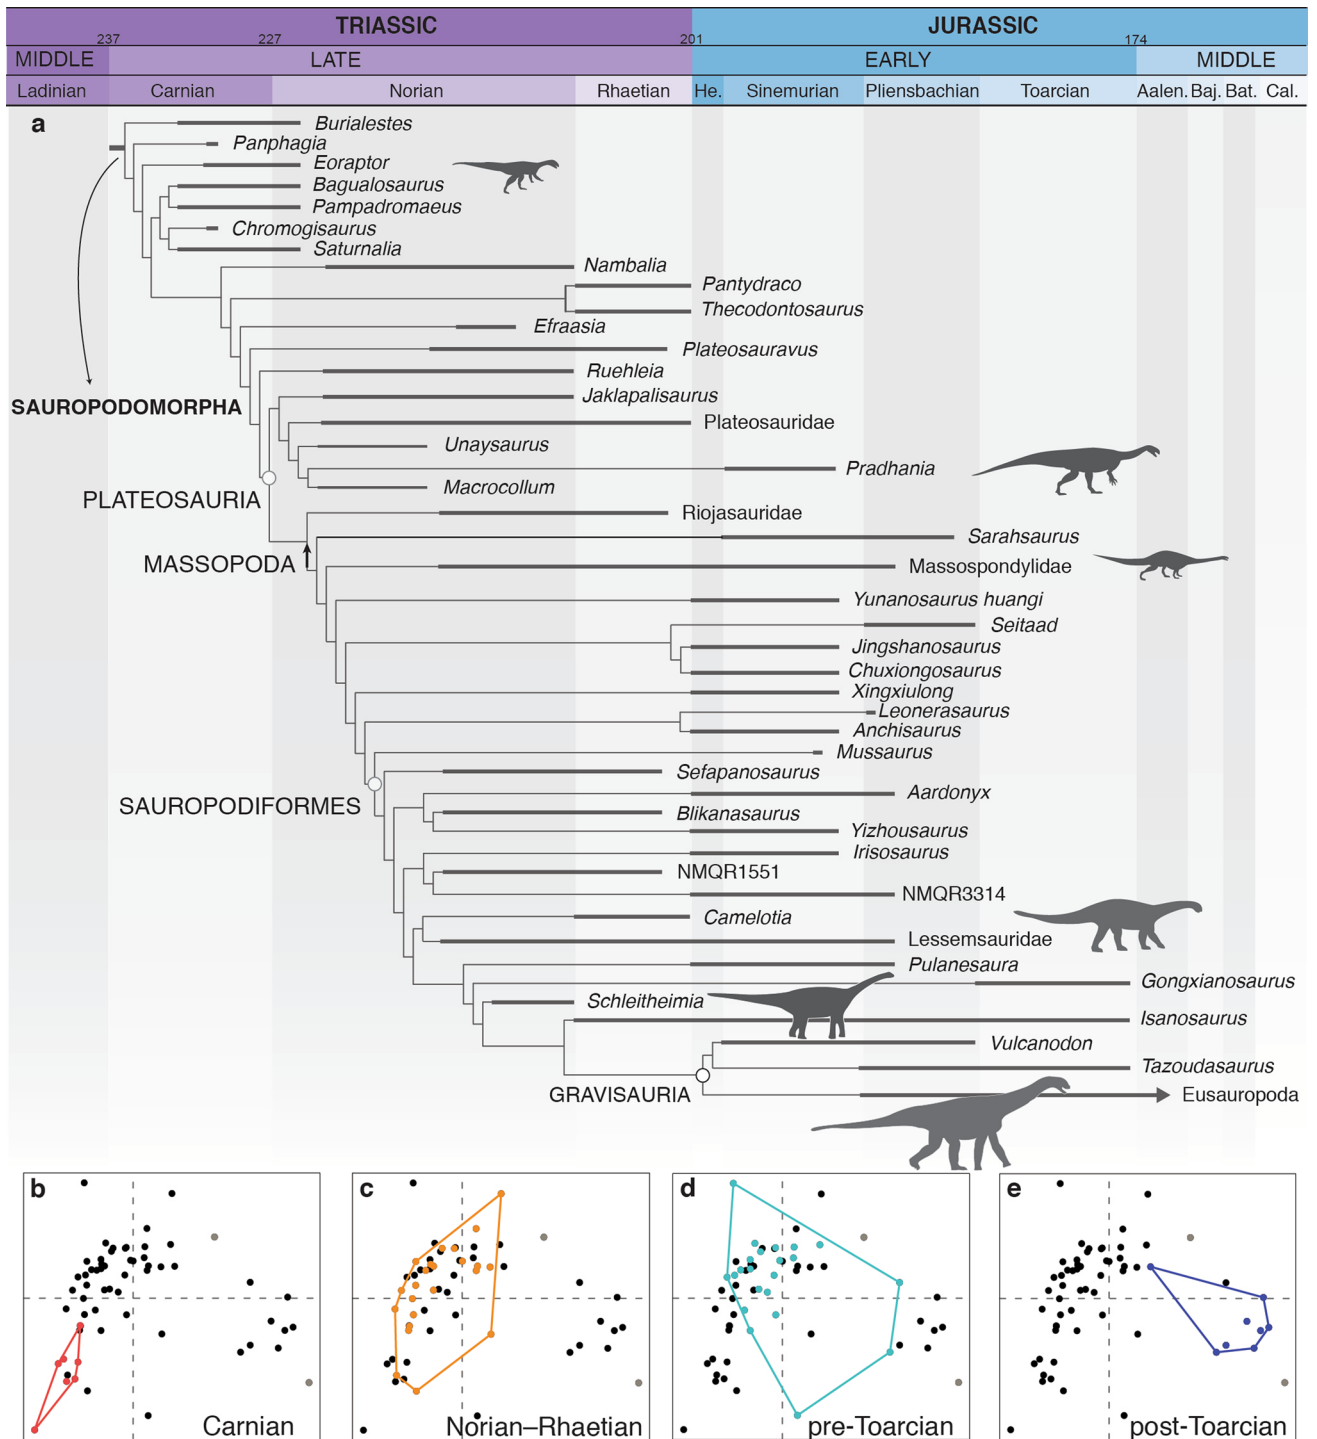 TRIASSIC JURASSIC
237 227 201 174
MIDDLE LATE EARLY MIDDLE
Ladinian Carnian Norian Rhaetian He. Sinemurian Pliensbachian Toarcian Aalen. Baj. Bat. Cal.
a
Burialestes
Panphagia
Eoraptor
Bagualosaurus
Pampadromaeus
Chromogisaurus
Saturnalia
Nambalia
Pantydraco
Thecodontosaurus
Efraasia
Plateosauravus
Ruehleia
Jaklapalisaurus
SAUROPODOMORPHA
Plateosauridae
Unaysaurus
Pradhania
Macrocollum
PLATEOSAURIA
Riojasauridae
Sarahsaurus
MASSOPODA
Massospondylidae
Yunanosaurus huangi
Seitaad
Jingshanosaurus
Chuxiongosaurus
Xingxiulong
Leonerasaurus
Anchisaurus
Mussaurus
Sefapanosaurus
Aardonyx
SAUROPODIFORMES
Blikanasaurus
Yizhousaurus
Irisosaurus
NMQR1551
NMQR3314
Camelotia
Lessemsauridae
Pulanesaura
Gongxianosaurus
Schleitheimia
Isanosaurus
Vulcanodon
Tazoudasaurus
GRAVISAURIA
Eusauropoda
b c d e
Carnian Norian–Rhaetian pre-Toarcian post-Toarcian